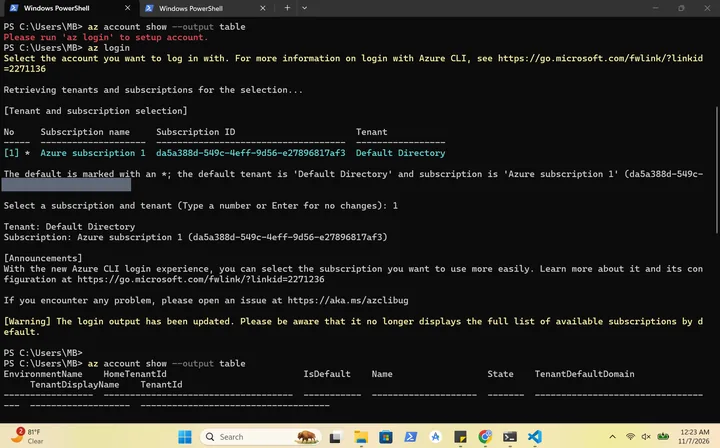 Windows PowerShell
Windows PowerShell
PS C:\Users\MB> az account show --output table
Please run 'az login' to setup account.
PS C:\Users\MB> az login
Select the account you want to log in with. For more information on login with Azure CLI, see https://go.microsoft.com/fwlink/?linkid
=2271136
Retrieving tenants and subscriptions for the selection...
[Tenant and subscription selection]
No Subscription name Subscription ID Tenant
----- -------------------- ------------------------------------ -----------------
[1] * Azure subscription 1 da5a388d-549c-4eff-9d56-e27896817af3 Default Directory
The default is marked with an *; the default tenant is 'Default Directory' and subscription is 'Azure subscription 1' (da5a388d-549c-
Select a subscription and tenant (Type a number or Enter for no changes): 1
Tenant: Default Directory
Subscription: Azure subscription 1 (da5a388d-549c-4eff-9d56-e27896817af3)
[Announcements]
With the new Azure CLI login experience, you can select the subscription you want to use more easily. Learn more about it and its con
figuration at https://go.microsoft.com/fwlink/?linkid=2271236
If you encounter any problem, please open an issue at https://aka.ms/azclibug
[Warning] The login output has been updated. Please be aware that it no longer displays the full list of available subscriptions by d
efault.
PS C:\Users\MB>
PS C:\Users\MB> az account show --output table
EnvironmentName HomeTenantId IsDefault Name State TenantDefaultDomain
TenantDisplayName TenantId
----------------- ------------------------------------ ----------- -------------------- ------- --------------------------------
--- ------------------- ------------------------------------
2
81°F
Clear
Search
12:23 AM
11/7/2026